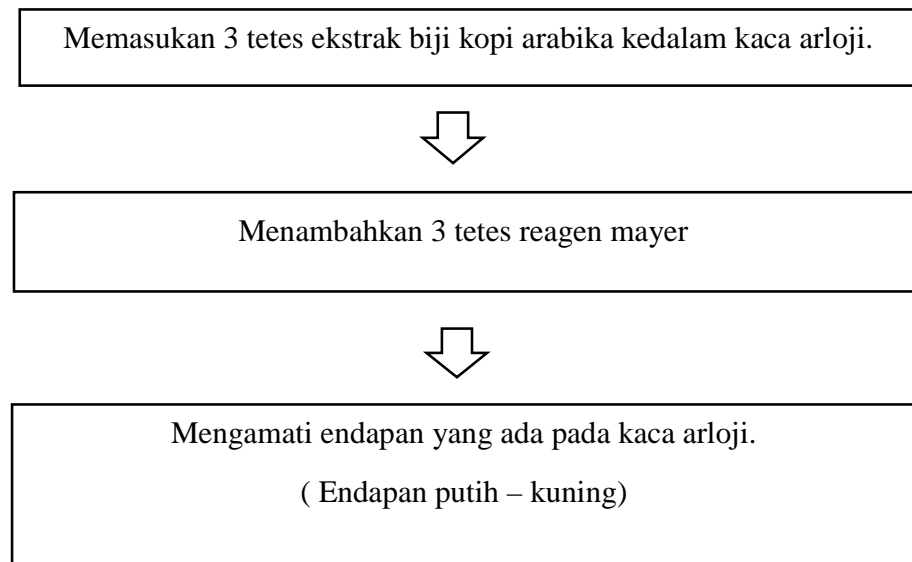 Memasukan 3 tetes ekstrak biji kopi arabika kedalam kaca arloji.
Menambahkan 3 tetes reagen mayer
Mengamati endapan yang ada pada kaca arloji.
( Endapan putih – kuning)